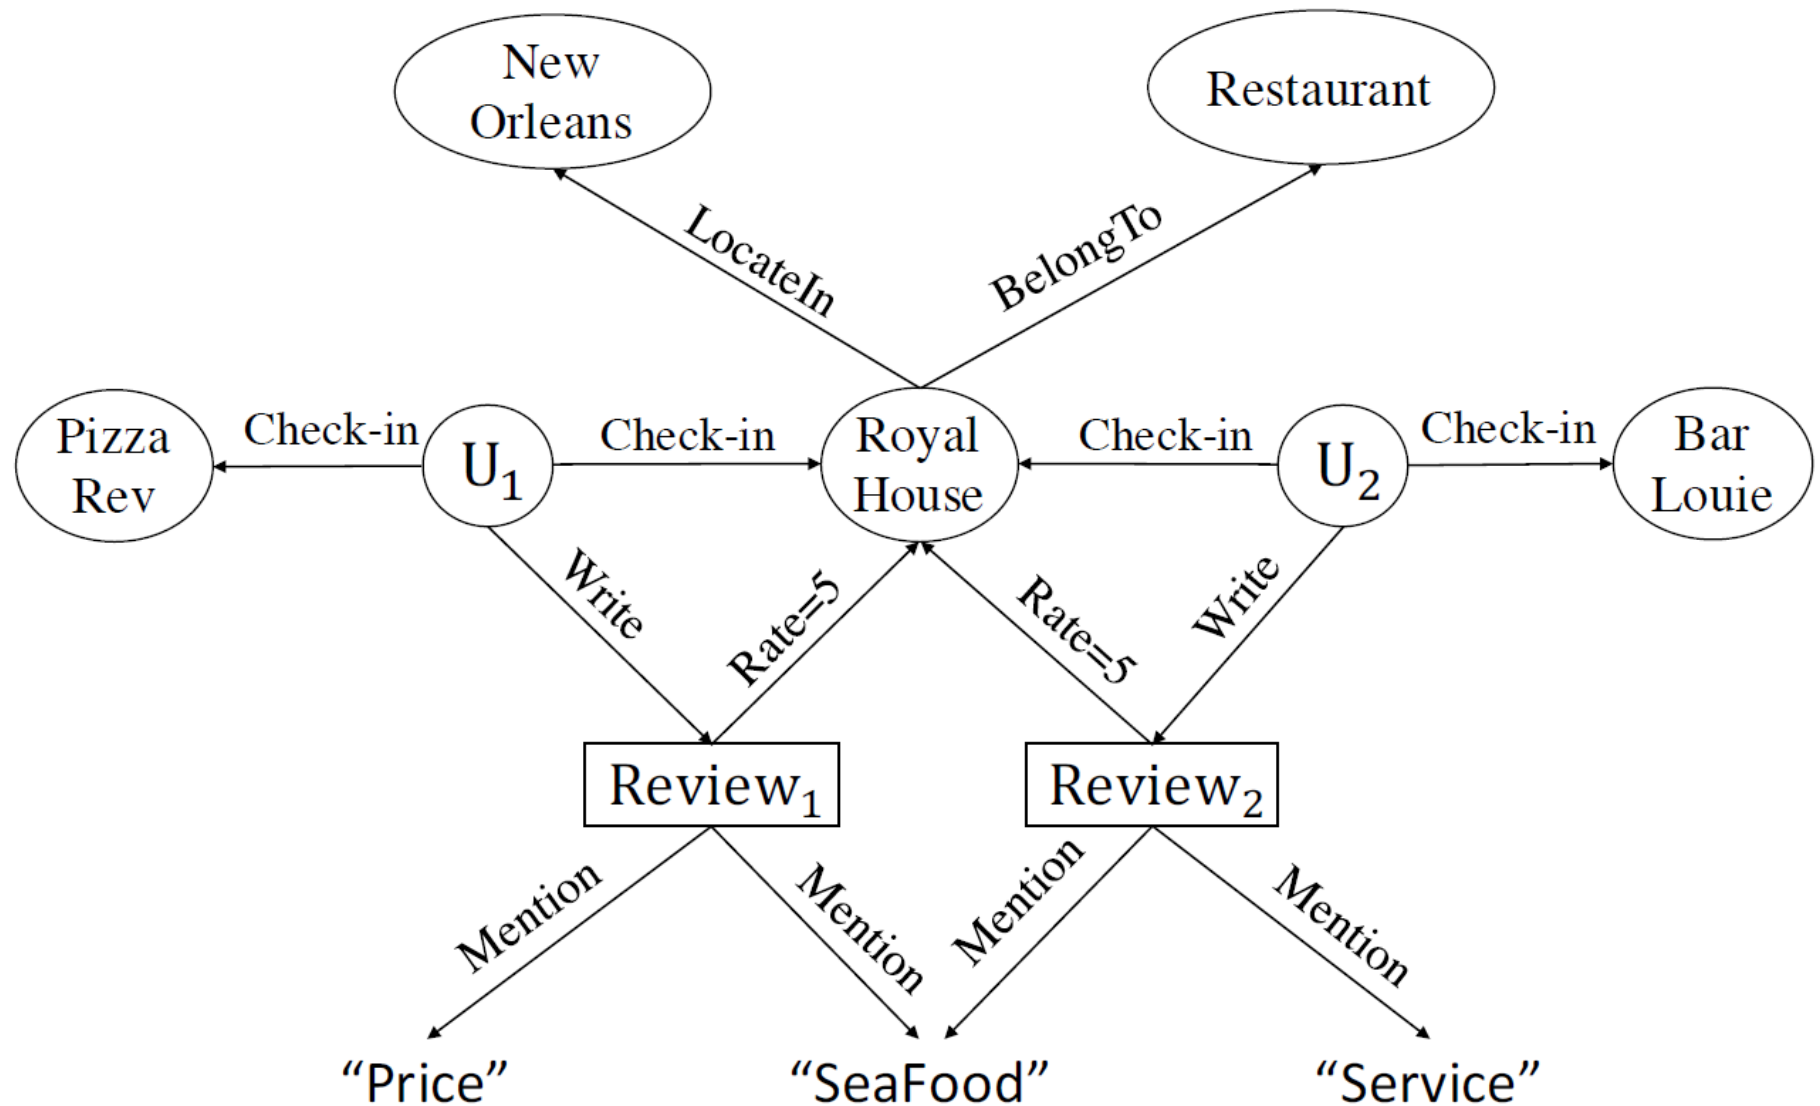 New
Orleans
Restaurant
LocateIn
BelongTo
Pizza
Rev
Check-in
U₁
Check-in
Royal
House
Check-in
U₂
Check-in
Bar
Louie
Write
Rate=5
Rate=5
Write
Review₁
Review₂
Mention
Mention
Mention
Mention
“Price”
“SeaFood”
“Service”